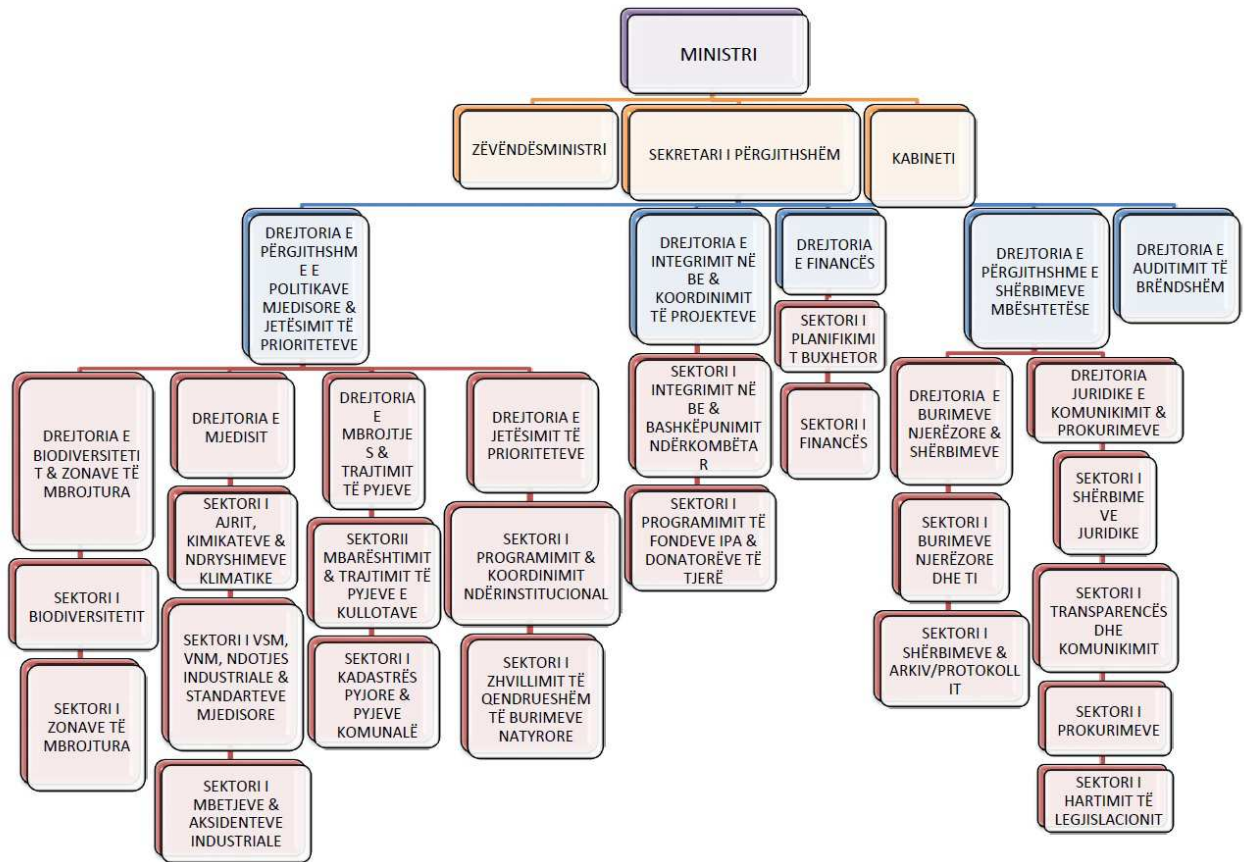 MINISTRI
ZËVËNDËSMINISTRI
SEKRETARI I PËRGJITHSHËM
KABINETI
DREJTORIA E
PËRGJITHSHM
E E
POLITIKAVE
MJEDISORE &
JETËSIMIT TË
PRIORITETEVE
DREJTORIA E
INTEGRIMIT NË
BE &
KOORDINIMIT
TË PROJEKTEVE
DREJTORIA
E FINANCËS
DREJTORIA E
PËRGJITHSHME E
SHËRBIMEVE
MBËSHTETËSE
DREJTORIA E
AUDITIMIT TË
BRËNDSHËM
DREJTORIA E
BIODIVERSITETI
T & ZONAVE TË
MBROJTURA
SEKTORI I
BIODIVERSITETIT
SEKTORI I
ZONAVE TË
MBROJTURA
DREJTORIA E
MJEDISIT
SEKTORI I
AJRIT,
KIMIKATEVE &
NDRYSHIMEVE
KLIMATIKE
SEKTORI I VSM,
VNM, NDOTJES
INDUSTRIALE &
STANDARTEVE
MJEDISORE
SEKTORI I
MBETJEVE &
AKSIDENTEVE
INDUSTRIALE
DREJTORIA
E
MBROJTJE
S &
TRAJTIMIT
TË PYJEVE
SEKTORII
MBARËSHTIMIT
& TRAJTIMIT TË
PYJEVE E
KULLOTAVE
SEKTORI I
KADASTRËS
PYJORE &
PYJEVE
KOMUNALË
DREJTORIA E
JETËSIMIT TË
PRIORITETEVE
SEKTORI I
PROGRAMIMIT &
KOORDINIMIT
NDËRINSTITUCIONAL
SEKTORI I
ZHVILLIMIT TË
QENDRUESHËM
TË BURIMEVE
NATYRORE
SEKTORI I
INTEGRIMIT NË
BE &
BASHKËPUNIMIT
NDËRKOMBËTA
R
SEKTORI I
PROGRAMIMIT TË
FONDEVE IPA &
DONATORËVE TË
TJERË
SEKTORI I
PLANIFIKIMI
T BUXHETOR
SEKTORI I
FINANCËS
DREJTORIA E
BURIMEVE
NJERËZORE &
SHËRBIMEVE
SEKTORI I
BURIMEVE
NJERËZORE
DHE TI
SEKTORI I
SHËRBIMEVE &
ARKIV/PROTOKOLL
IT
DREJTORIA
JURIDIKE E
KOMUNIKIMIT &
PROKURIMEVE
SEKTORI I
SHËRBIME
VE
JURIDIKE
SEKTORI I
TRANSPARENCËS
DHE
KOMUNIKIMIT
SEKTORI I
PROKURIMEVE
SEKTORI I
HARTIMIT TË
LEGJISLACIONIT